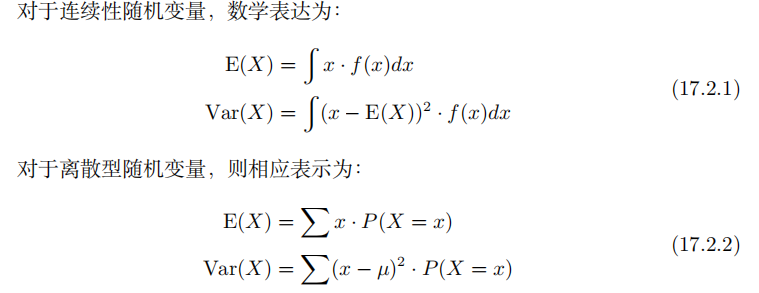 对于连续性随机变量，数学表达为：
E(X) = ∫ x · f(x)dx
Var(X) = ∫(x − E(X))² · f(x)dx
(17.2.1)
对于离散型随机变量，则相应表示为：
E(X) = ∑ x · P(X = x)
Var(X) = ∑(x − μ)² · P(X = x)
(17.2.2)